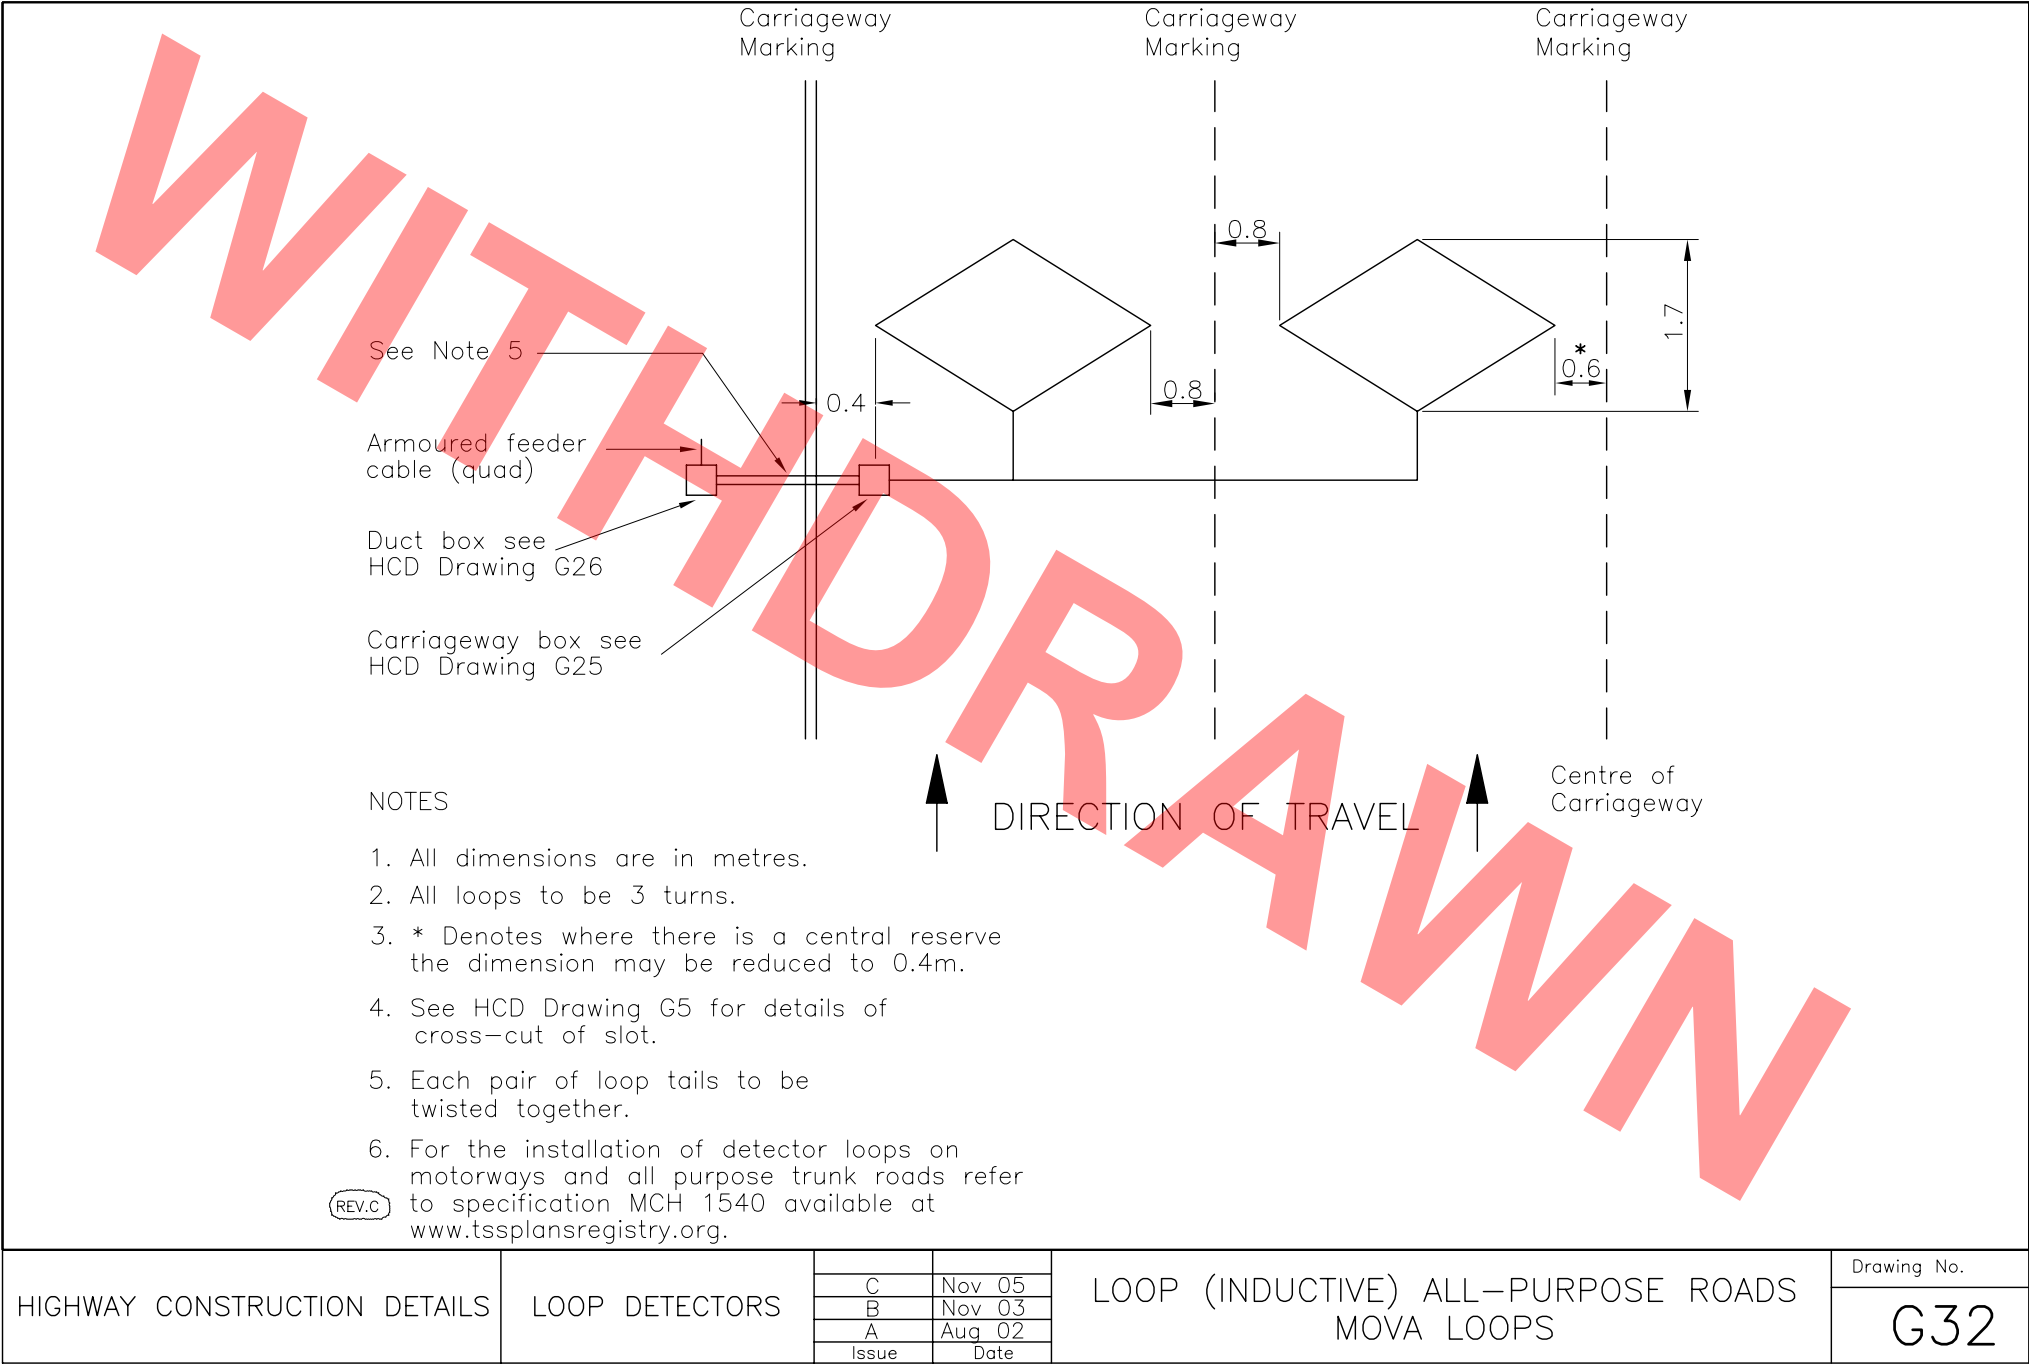 Carriageway
Marking
Carriageway
Marking
Carriageway
Marking
0.8
1.7
*
0.6
0.8
0.4
See Note 5
Armoured feeder
cable (quad)
Duct box see
HCD Drawing G26
Carriageway box see
HCD Drawing G25
WITHDRAWN
DIRECTION OF TRAVEL
Centre of
Carriageway
NOTES
1. All dimensions are in metres.
2. All loops to be 3 turns.
3. * Denotes where there is a central reserve
the dimension may be reduced to 0.4m.
4. See HCD Drawing G5 for details of
cross-cut of slot.
5. Each pair of loop tails to be
twisted together.
6. For the installation of detector loops on
motorways and all purpose trunk roads refer
REV.C to specification MCH 1540 available at
www.tssplansregistry.org.
HIGHWAY CONSTRUCTION DETAILS
LOOP DETECTORS
C Nov 05
B Nov 03
A Aug 02
Issue Date
LOOP (INDUCTIVE) ALL-PURPOSE ROADS
MOVA LOOPS
Drawing No.
G32